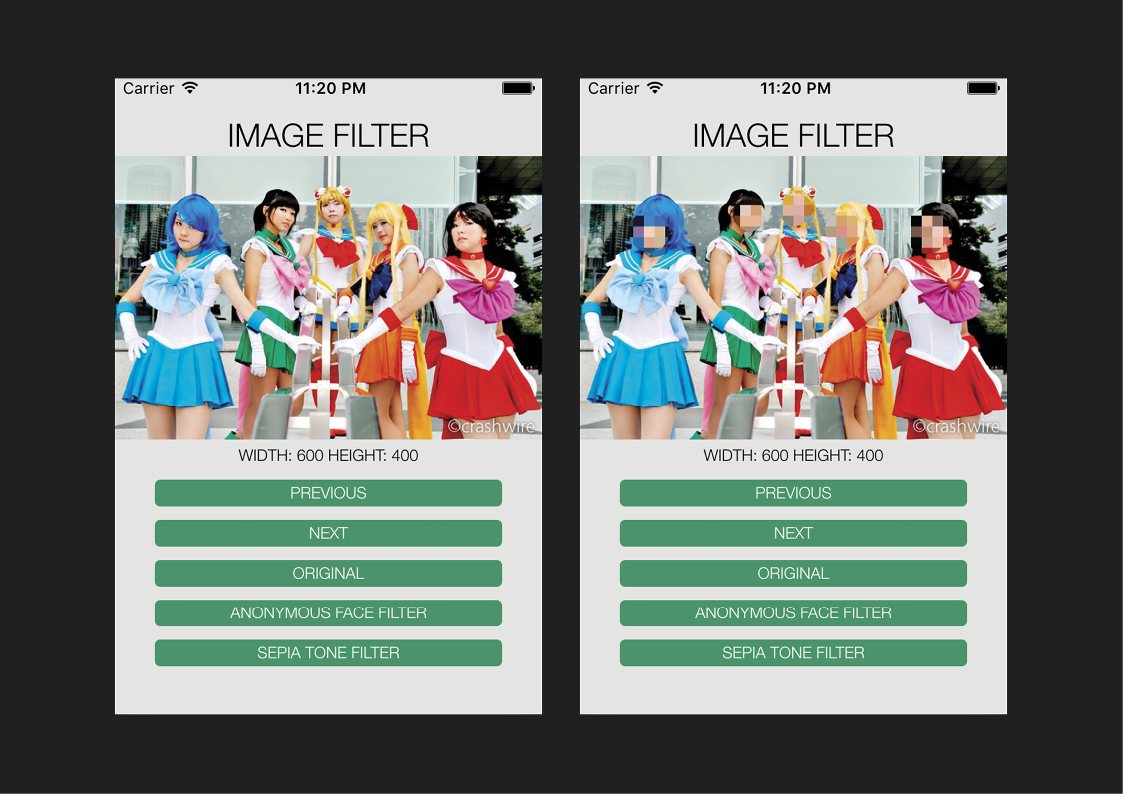 Carrier 11:20 PM
IMAGE FILTER
©crashwire
WIDTH: 600 HEIGHT: 400
PREVIOUS
NEXT
ORIGINAL
ANONYMOUS FACE FILTER
SEPIA TONE FILTER
Carrier 11:20 PM
IMAGE FILTER
©crashwire
WIDTH: 600 HEIGHT: 400
PREVIOUS
NEXT
ORIGINAL
ANONYMOUS FACE FILTER
SEPIA TONE FILTER